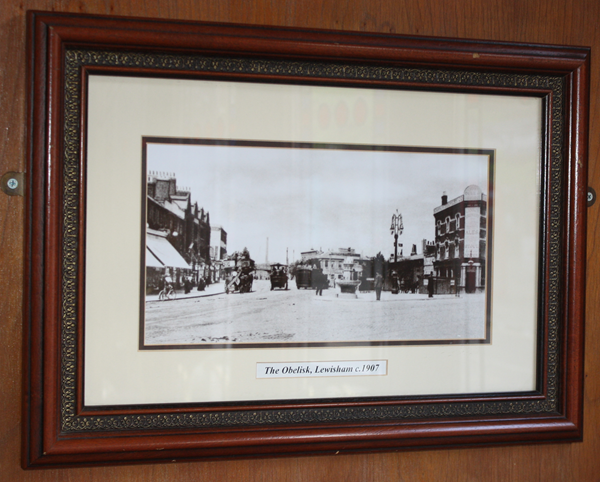 The Obelisk, Lewisham c.1907